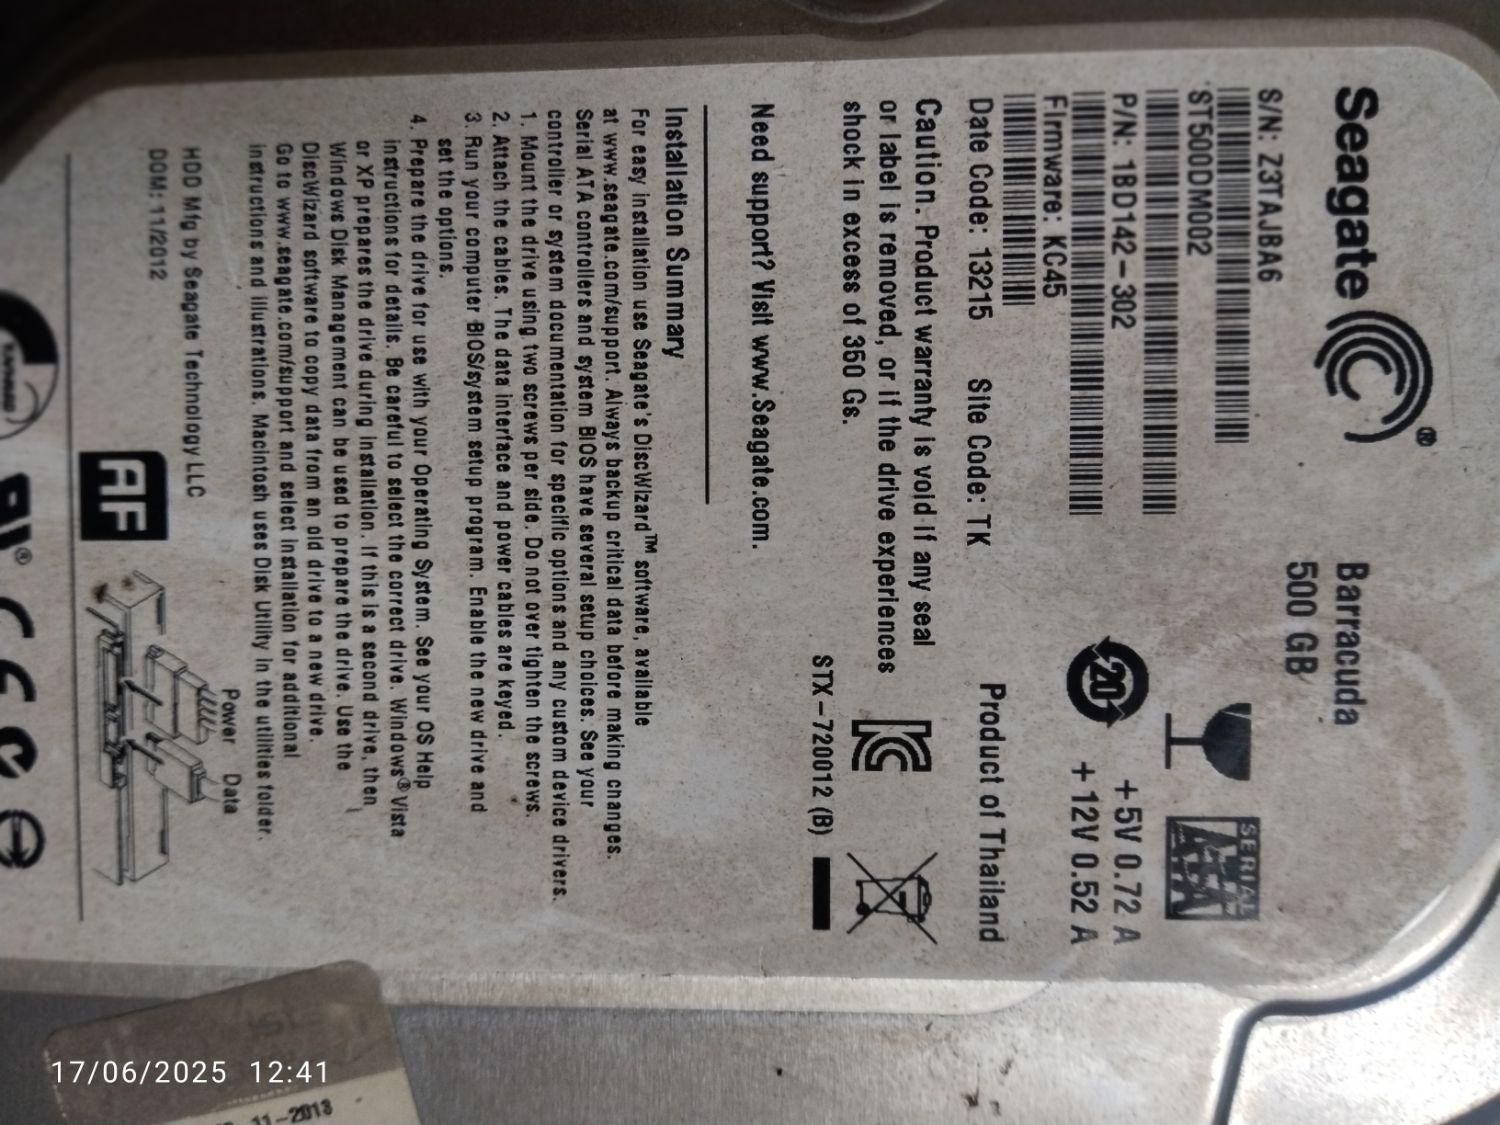 Seagate
®
Barracuda
500 GB
S/N: Z3TAJBA6
ST500DM002
P/N: 1BD142-302
Firmware: KC45
Date Code: 13215 Site Code: TK
Product of Thailand
20
SERIAL
ATA
+5V 0.72 A
+12V 0.52 A
Caution. Product warranty is void if any seal
or label is removed, or if the drive experiences
shock in excess of 350 Gs.
STX-720012 (B)
Need support? Visit www.Seagate.com.
Installation Summary
For easy installation use Seagate's DiscWizard™ software, available
at www.seagate.com/support. Always backup critical data before making changes.
Serial ATA controllers and system BIOS have several setup choices. See your
controller or system documentation for specific options and any custom device drivers.
1. Mount the drive using two screws per side. Do not over tighten the screws.
2. Attach the cables. The data interface and power cables are keyed.
3. Run your computer BIOS/system setup program. Enable the new drive and
set the options.
4. Prepare the drive for use with your Operating System. See your OS Help
instructions for details. Be careful to select the correct drive. Windows® Vista
or XP prepares the drive during installation. If this is a second drive, then
Windows Disk Management can be used to prepare the drive. Use the
DiscWizard software to copy data from an old drive to a new drive.
Go to www.seagate.com/support and select installation for additional
instructions and illustrations. Macintosh uses Disk Utility in the utilities folder.
HDD Mfg by Seagate Technology LLC
DOM: 11/2012
AF
Power
Data
17/06/2025 12:41
11-2013